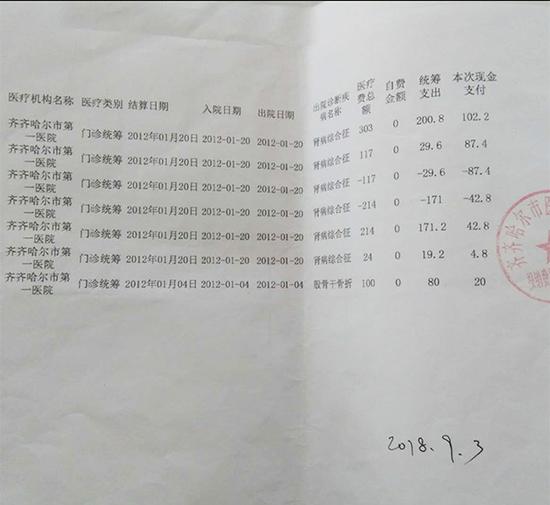 医疗机构名称 医疗类别 结算日期 入院日期 出院日期 出院诊断疾病名称 医疗费总额 自费金额 统筹支出 本次现金支付
齐齐哈尔市第一医院 门诊统筹 2012年01月20日 2012-01-20 2012-01-20 肾病综合征 303 0 200.8 102.2
齐齐哈尔市第一医院 门诊统筹 2012年01月20日 2012-01-20 2012-01-20 肾病综合征 117 0 29.6 87.4
齐齐哈尔市第一医院 门诊统筹 2012年01月20日 2012-01-20 2012-01-20 肾病综合征 -117 0 -29.6 -87.4
齐齐哈尔市第一医院 门诊统筹 2012年01月20日 2012-01-20 2012-01-20 肾病综合征 -214 0 -171 -42.8
齐齐哈尔市第一医院 门诊统筹 2012年01月20日 2012-01-20 2012-01-20 肾病综合征 214 0 171.2 42.8
齐齐哈尔市第一医院 门诊统筹 2012年01月20日 2012-01-20 2012-01-20 肾病综合征 24 0 19.2 4.8
齐齐哈尔市第一医院 门诊统筹 2012年01月04日 2012-01-04 2012-01-04 股骨干骨折 100 0 80 20
齐齐哈尔市
2018.9.3